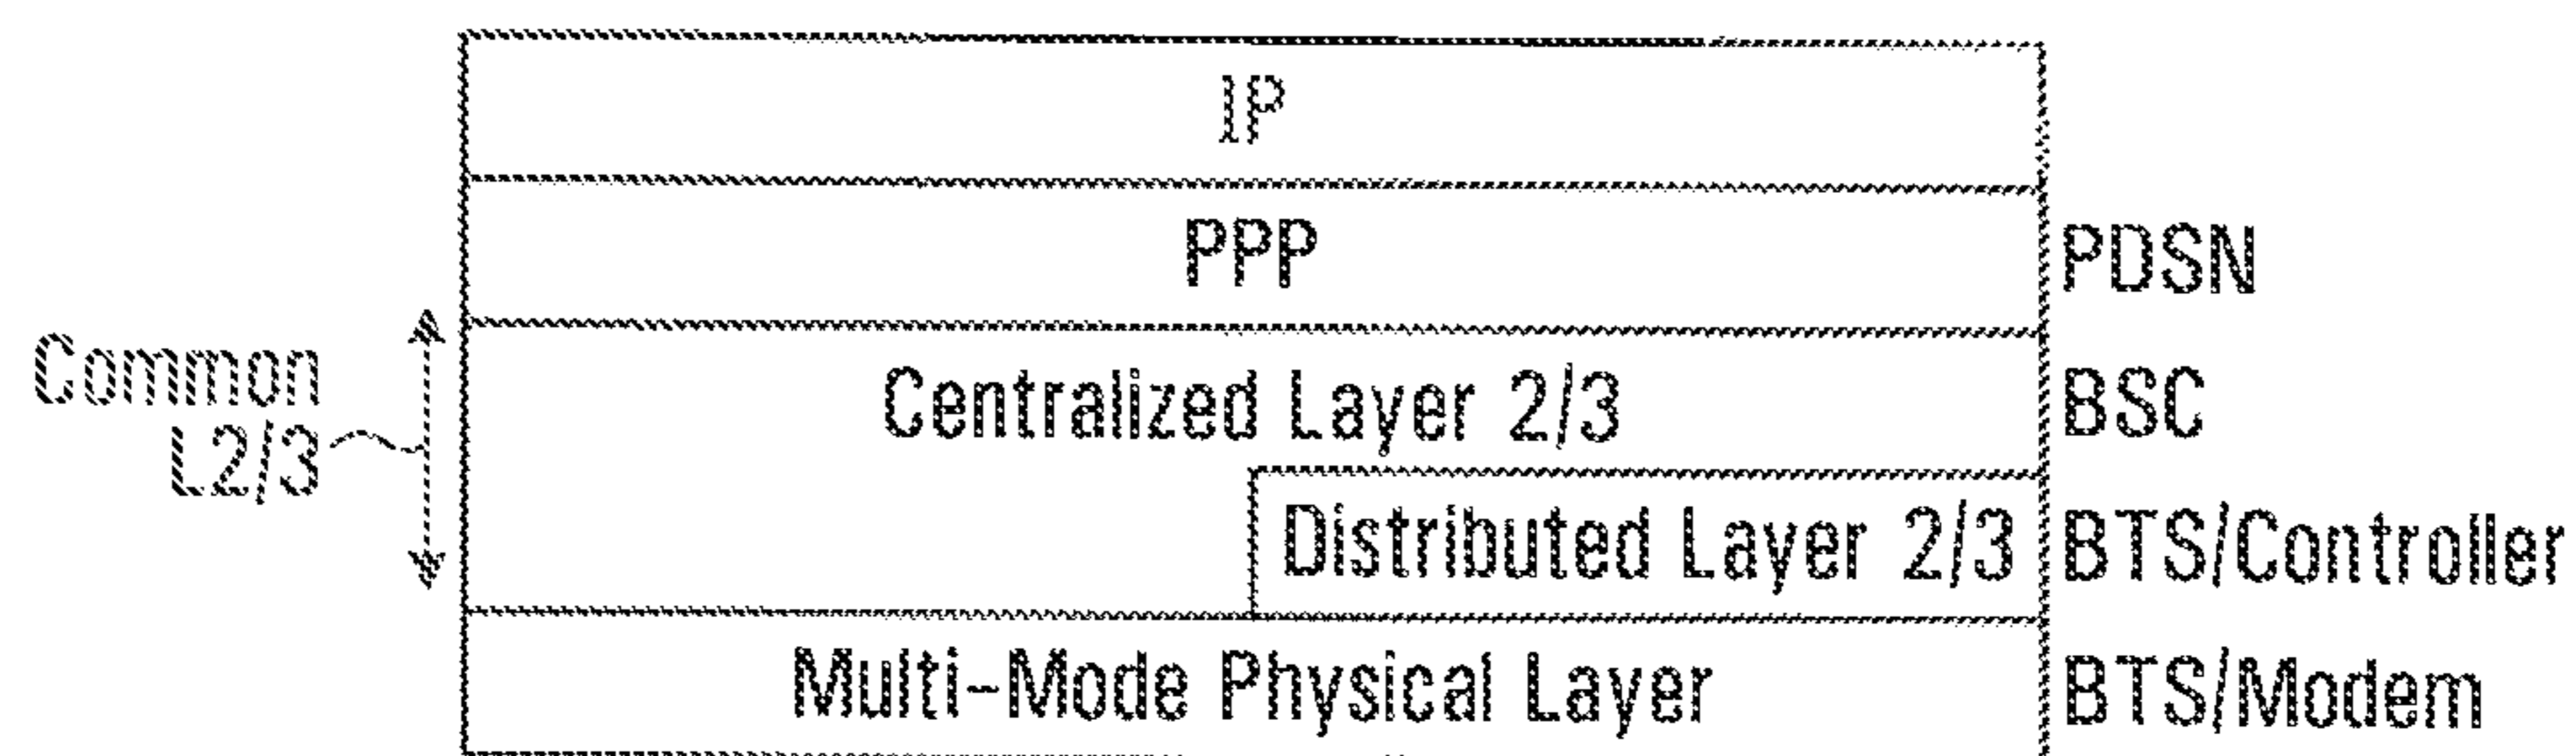 IP
PPP
PDSN
Common
L2/3
Centralized Layer 2/3
BSC
Distributed Layer 2/3
BTS/Controller
Multi-Mode Physical Layer
BTS/Modem